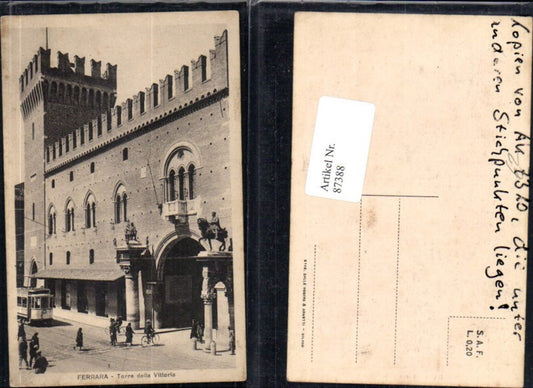 FERRARA - Torre della Vittoria
Artikel Nr.
87388
Kopien von
anderen Stichpunkten liegen!
die unter
S.A.F.
L. 0,20